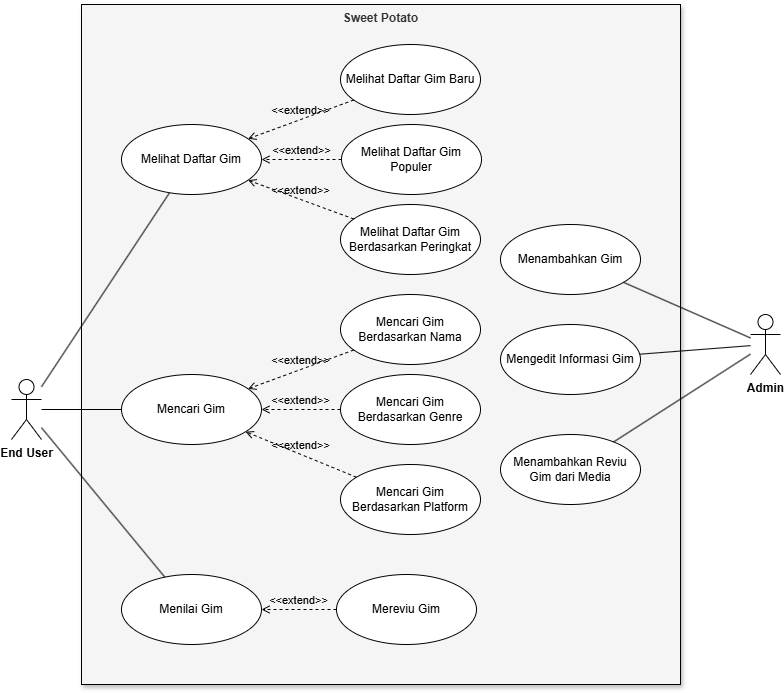 Sweet Potato
Melihat Daftar Gim Baru
<<extend>>
Melihat Daftar Gim
<<extend>>
Melihat Daftar Gim
Populer
<<extend>>
Melihat Daftar Gim
Berdasarkan Peringkat
Menambahkan Gim
Mencari Gim
Berdasarkan Nama
<<extend>>
Mengedit Informasi Gim
Admin
Mencari Gim
<<extend>>
Mencari Gim
Berdasarkan Genre
<<extend>>
End User
Menambahkan Reviu
Gim dari Media
Mencari Gim
Berdasarkan Platform
Menilai Gim
<<extend>>
Mereviu Gim